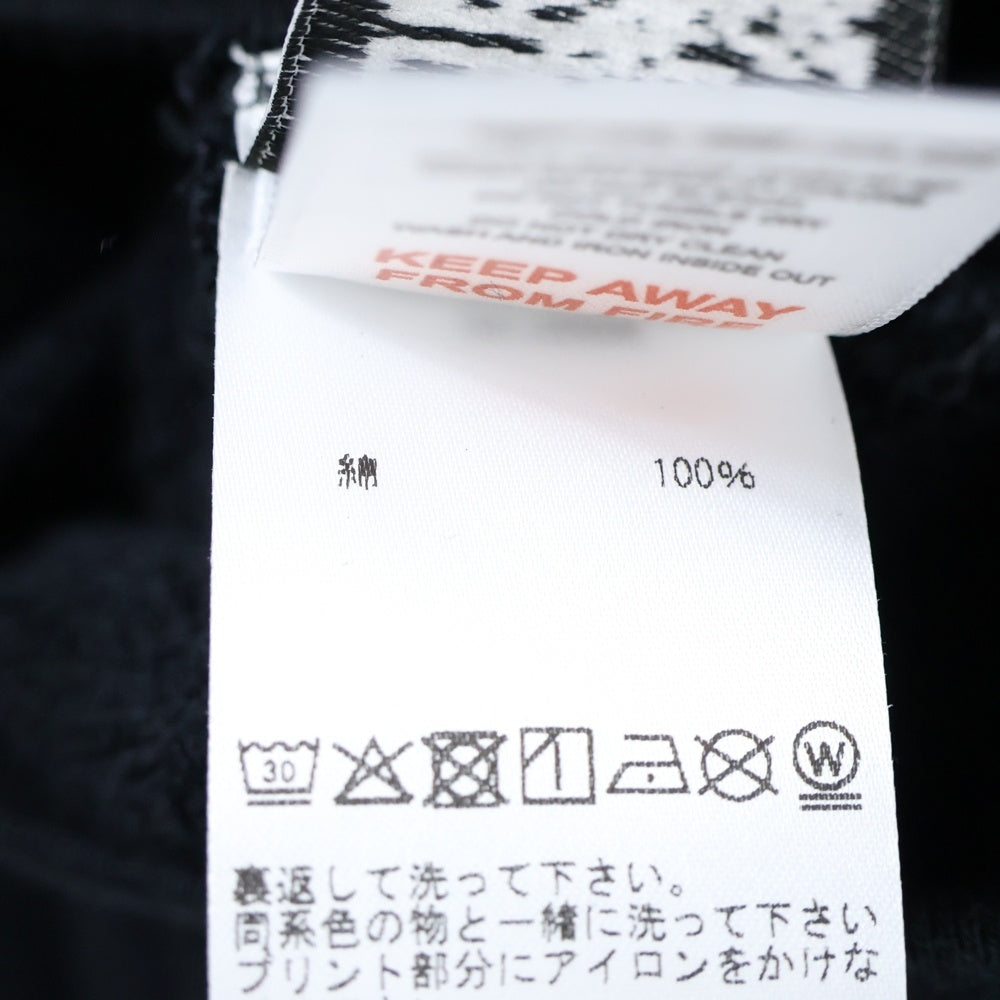 DO NOT DRY CLEAN
WASH AND IRON INSIDE OUT
KEEP AWAY
FROM FIRE
綿 100%
30
W
裏返して洗って下さい。
同系色の物と一緒に洗って下さい
プリント部分にアイロンをかけな